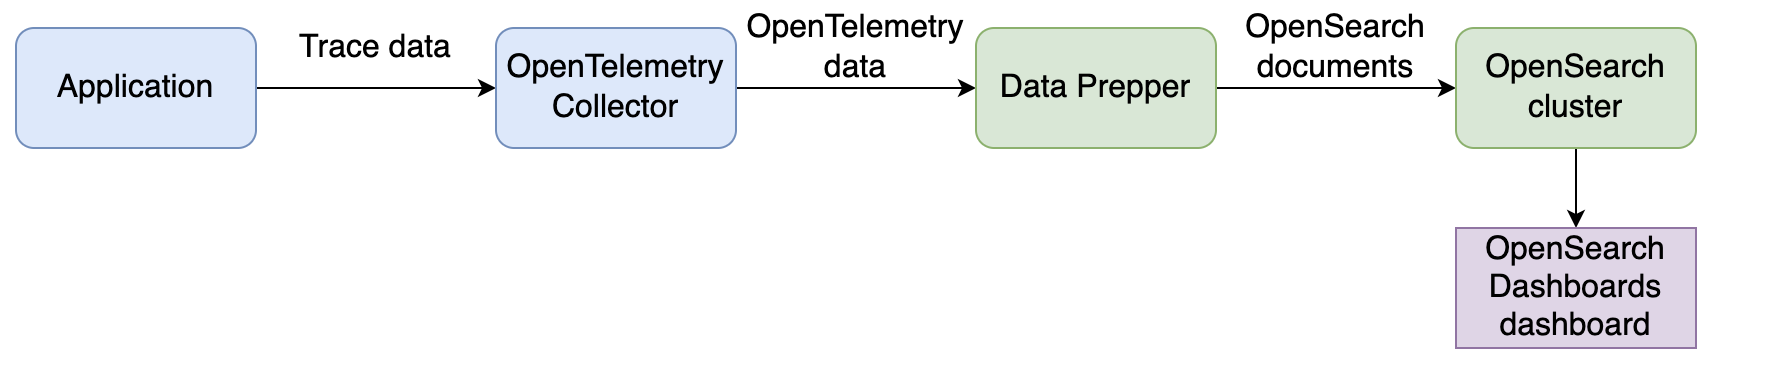 Application
Trace data
OpenTelemetry
Collector
OpenTelemetry
data
Data Prepper
OpenSearch
documents
OpenSearch
cluster
OpenSearch
Dashboards
dashboard